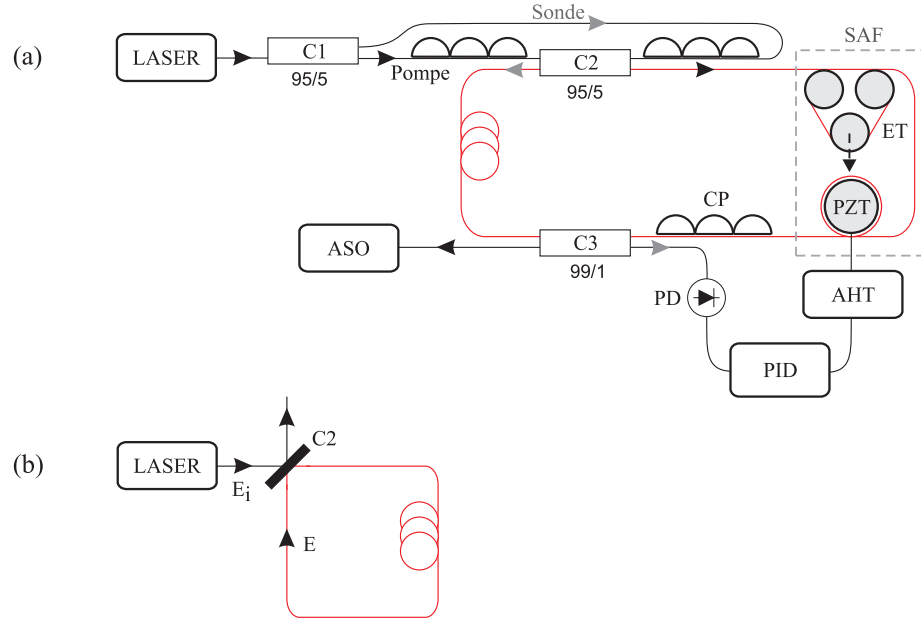 (a)
LASER
C1
95/5
Sonde
Pompe
C2
95/5
SAF
ET
PZT
CP
ASO
C3
99/1
PD
AHT
PID
(b)
LASER
Ei
C2
E